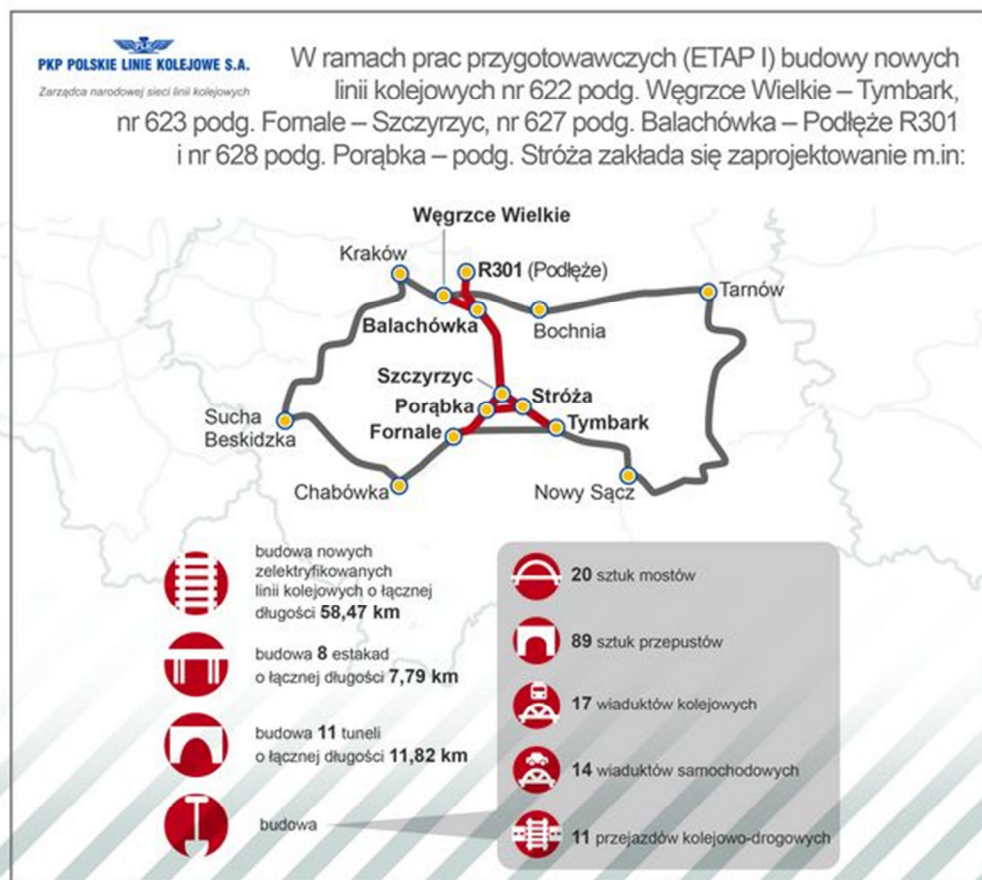 PLK
PKP POLSKIE LINIE KOLEJOWE S.A.
Zarządca narodowej sieci linii kolejowych
W ramach prac przygotowawczych (ETAP I) budowy nowych
linii kolejowych nr 622 podg. Węgrzce Wielkie – Tymbark,
nr 623 podg. Fornale – Szczyrzyc, nr 627 podg. Balachówka – Podłęże R301
i nr 628 podg. Porąbka – podg. Stróża zakłada się zaprojektowanie m.in:
Węgrzce Wielkie
Kraków
R301 (Podłęże)
Tarnów
Balachówka
Bochnia
Szczyrzyc
Stróża
Porąbka
Tymbark
Sucha
Beskidzka
Fornale
Chabówka
Nowy Sącz
budowa nowych
zelektryfikowanych
linii kolejowych o łącznej
długości 58,47 km
budowa 8 estakad
o łącznej długości 7,79 km
budowa 11 tuneli
o łącznej długości 11,82 km
budowa
20 sztuk mostów
89 sztuk przepustów
17 wiaduktów kolejowych
14 wiaduktów samochodowych
11 przejazdów kolejowo-drogowych